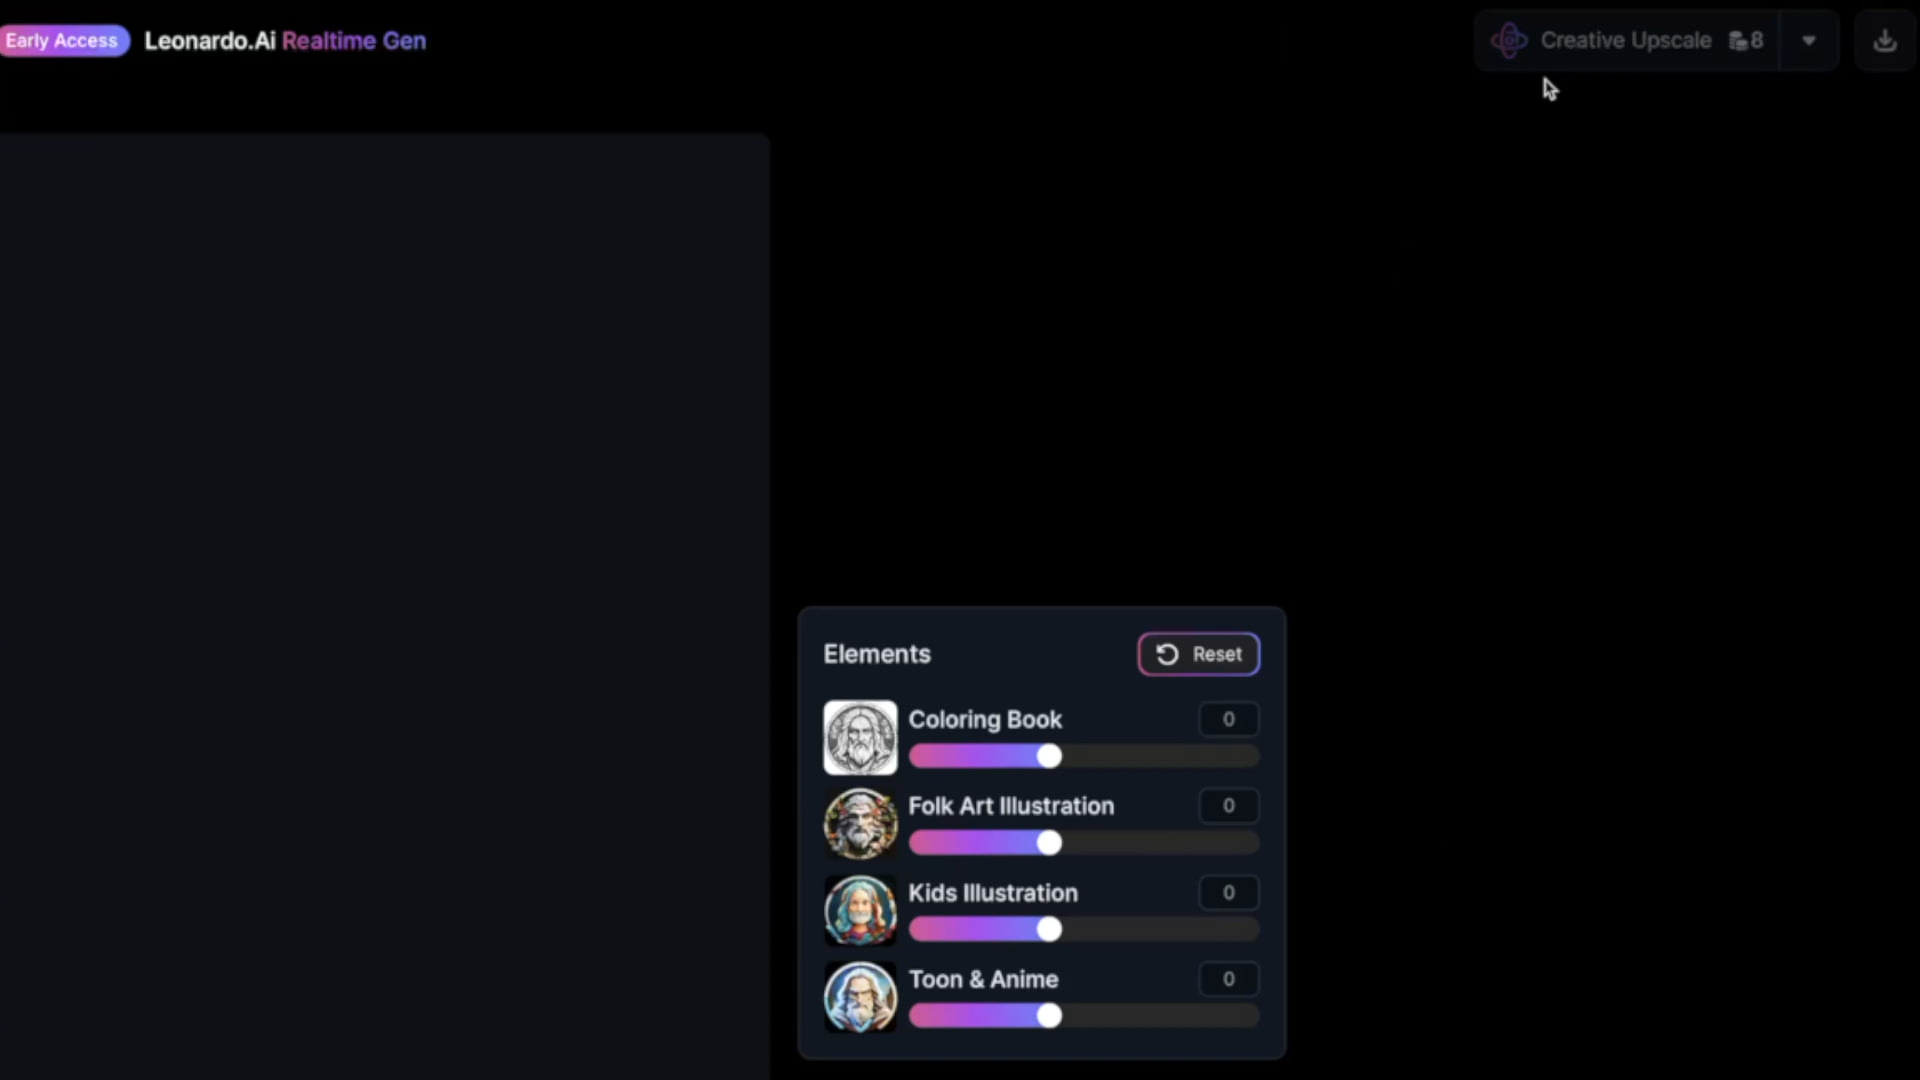 Early Access Leonardo.Ai Realtime Gen
Creative Upscale 8
Elements
Reset
Coloring Book 0
Folk Art Illustration 0
Kids Illustration 0
Toon & Anime 0